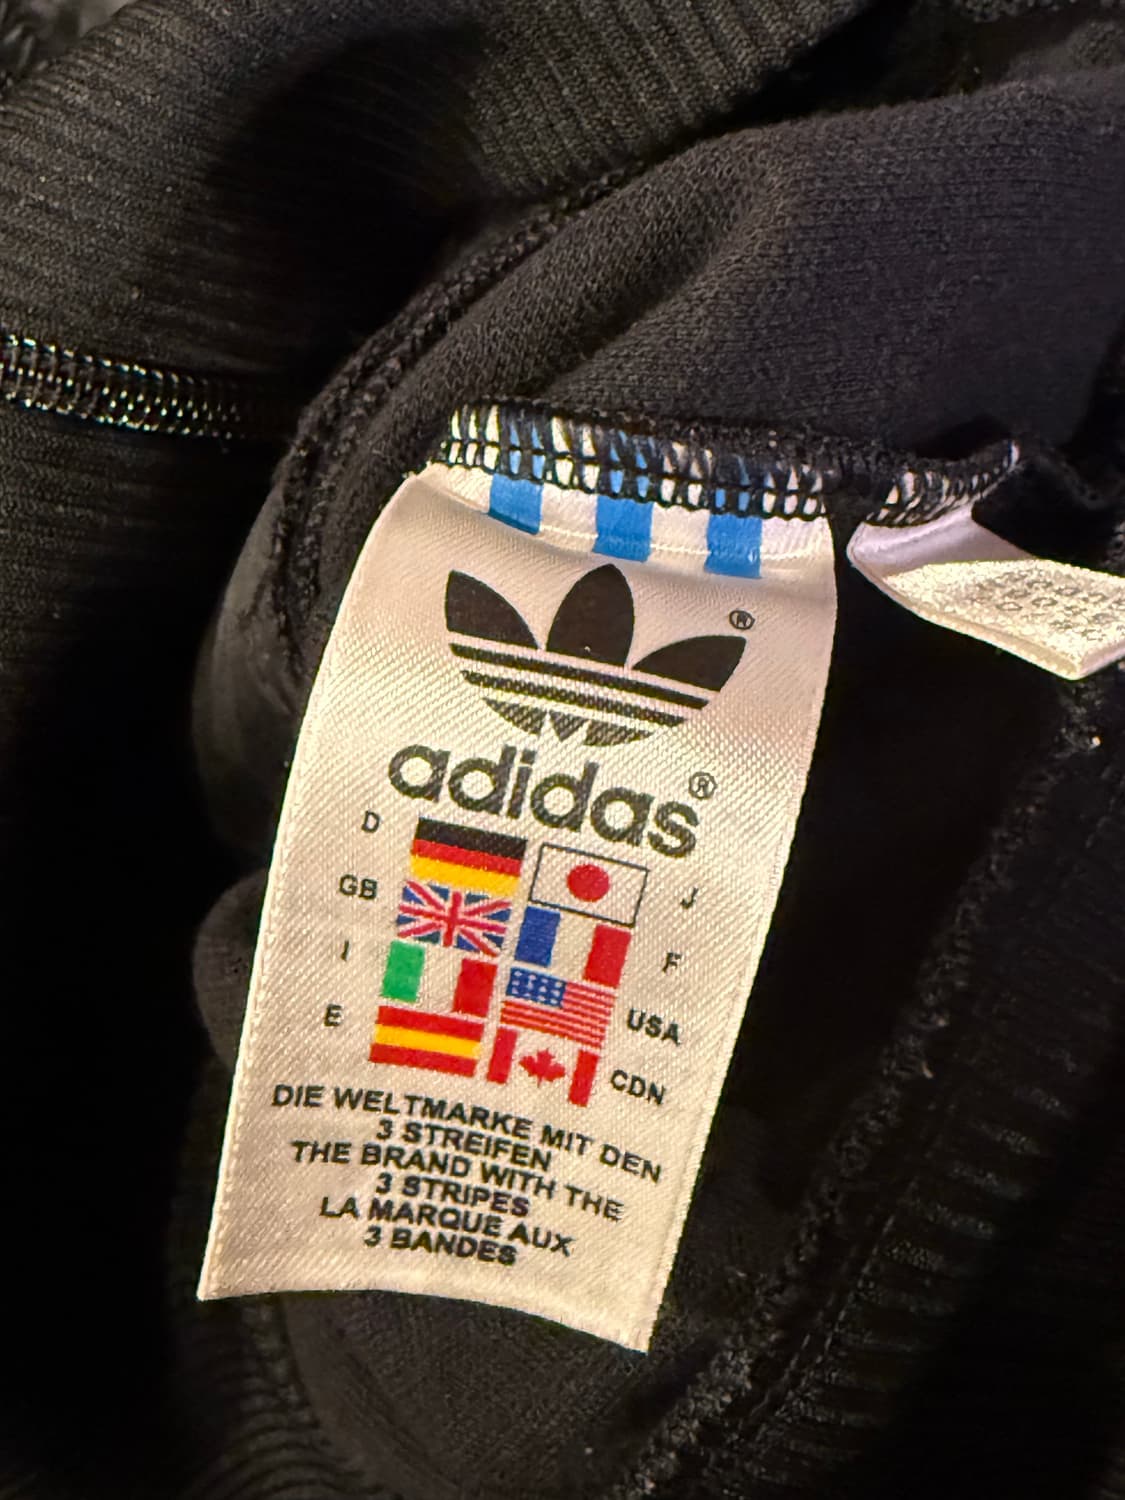 ®
adidas®
D
J
GB
F
I
USA
E
CDN
DIE WELTMARKE MIT DEN
3 STREIFEN
THE BRAND WITH THE
3 STRIPES
LA MARQUE AUX
3 BANDES